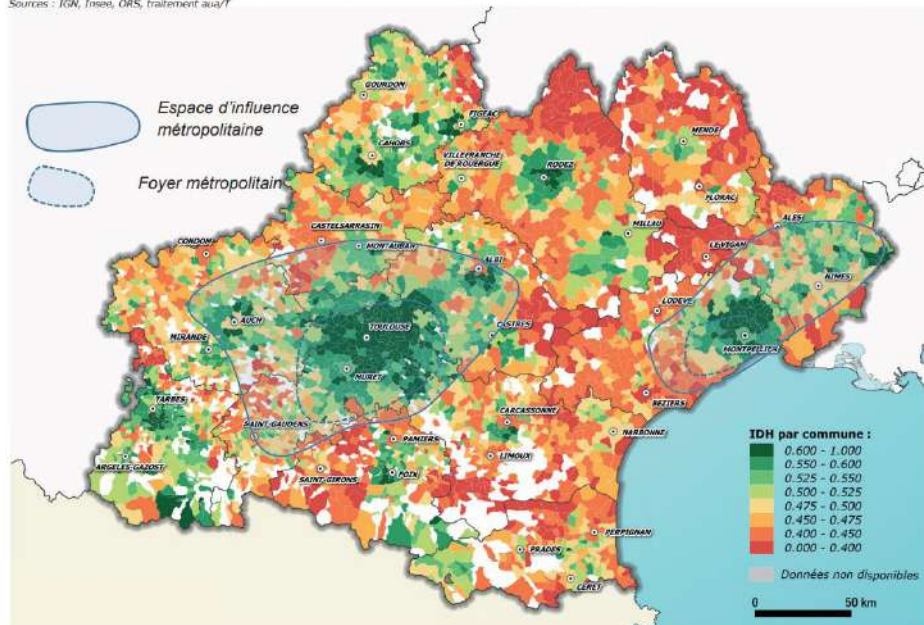 Sources : IGN, Insee, ORS, traitement aua/T
Espace d'influence
métropolitaine
Foyer métropolitain
GOURDON
FIGEAC
CAHORS
VILLEFRANCHE
DE ROUERGUE
RODEZ
MENDE
FLORAC
CASTELSARRASIN
MILLAU
ALES
CONDOM
MONTAUBAN
LE VIGAN
ALBI
NIMES
LODEVE
AUCH
TOULOUSE
CASTRES
MIRANDE
MONTPELLIER
MURET
TARBES
BEZIERS
SAINT-GAUDENS
CARCASSONNE
NARBONNE
PAMIERS
ARGELES-GAZOST
LIMOUX
SAINT-GIRONS
FOIX
PERPIGNAN
PRADES
CERET
IDH par commune :
0.600 - 1.000
0.550 - 0.600
0.525 - 0.550
0.500 - 0.525
0.475 - 0.500
0.450 - 0.475
0.400 - 0.450
0.000 - 0.400
Données non disponibles
0 50 km